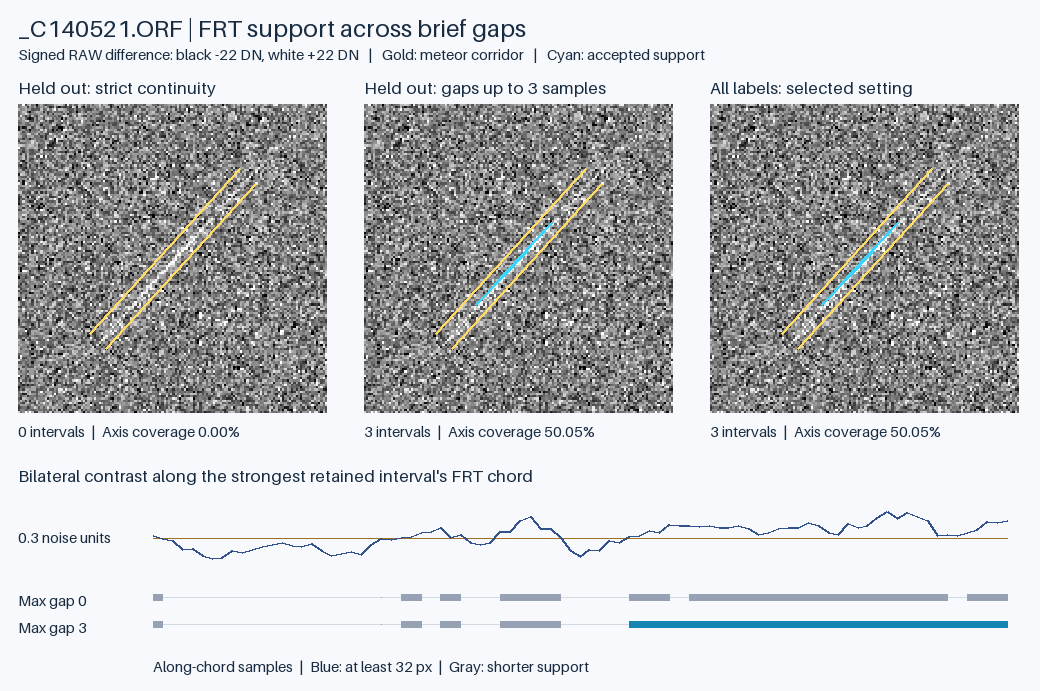 _C140521.ORF | FRT support across brief gaps
Signed RAW difference: black -22 DN, white +22 DN | Gold: meteor corridor | Cyan: accepted support
Held out: strict continuity
Held out: gaps up to 3 samples
All labels: selected setting
0 intervals | Axis coverage 0.00%
3 intervals | Axis coverage 50.05%
3 intervals | Axis coverage 50.05%
Bilateral contrast along the strongest retained interval's FRT chord
0.3 noise units
Max gap 0
Max gap 3
Along-chord samples | Blue: at least 32 px | Gray: shorter support